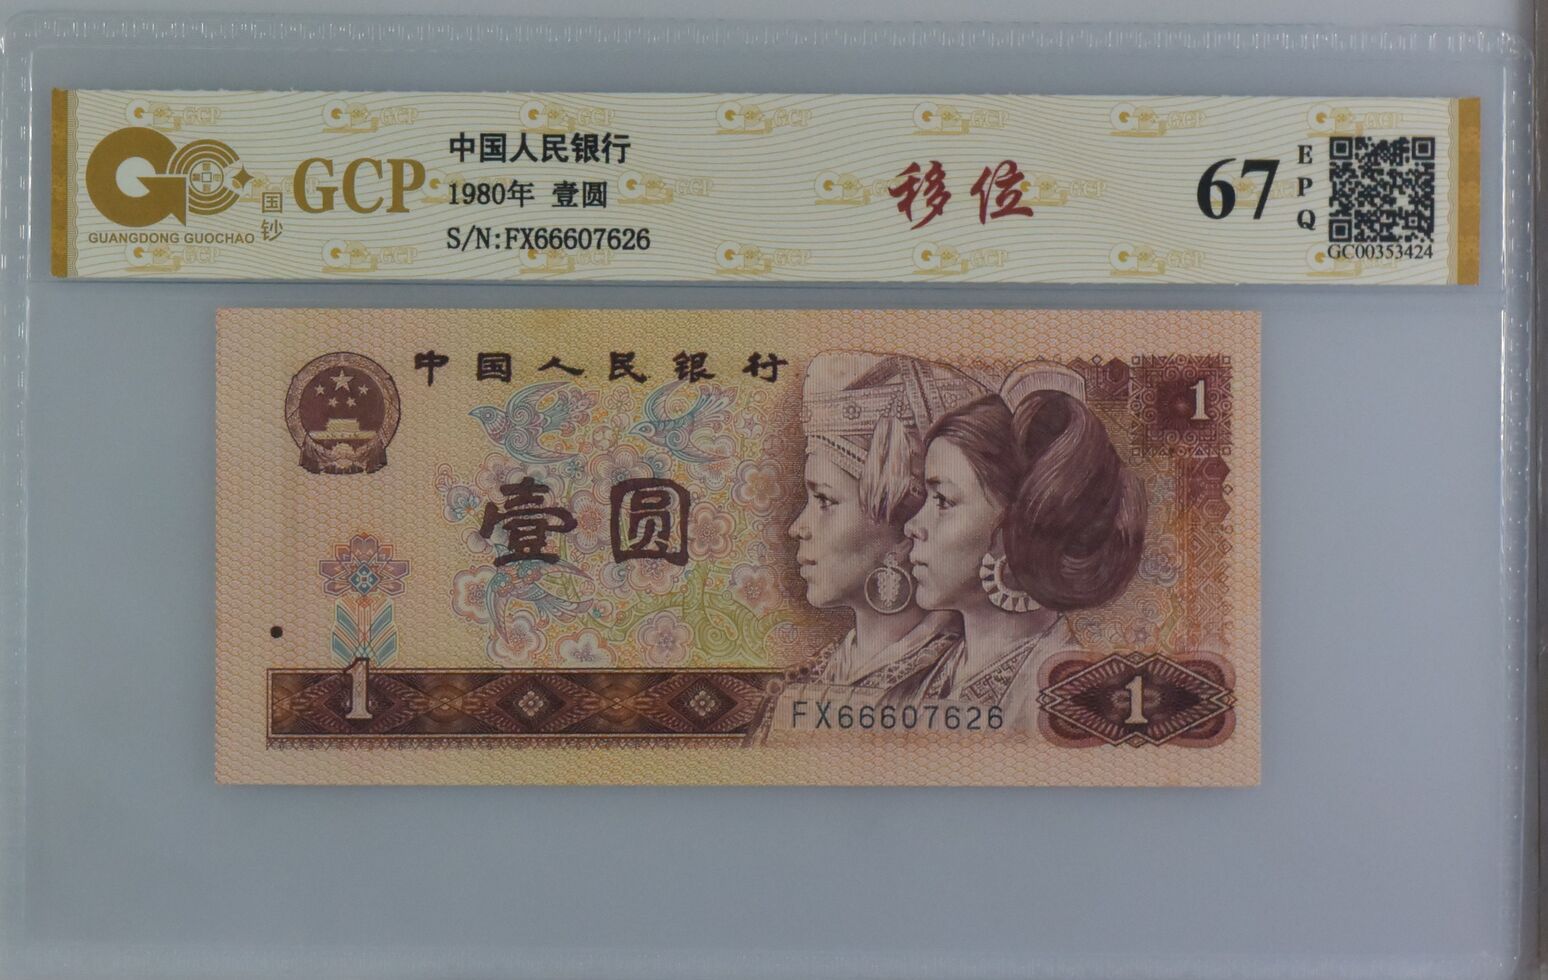 GCP
GUANGDONG GUOCHAO
国钞
中国人民银行
1980年 壹圆
S/N:FX66607626
移位
67
EPQ
GC00353424
中国人民银行
1
壹圆
1
FX66607626
1